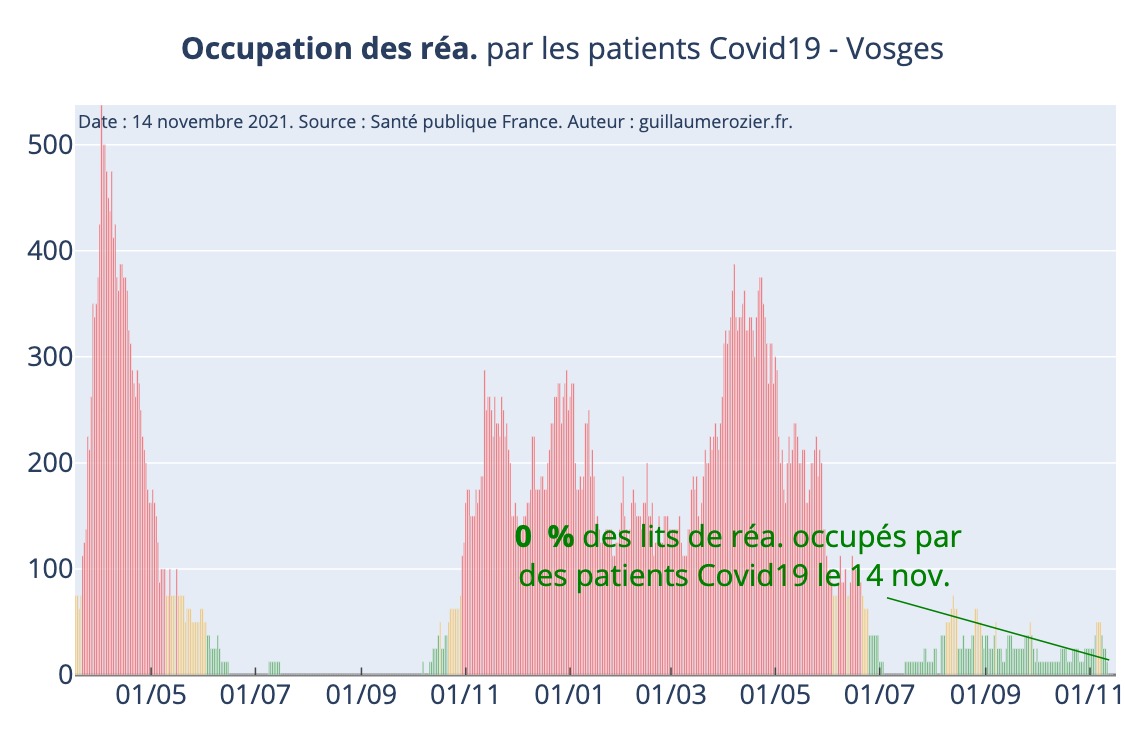 Occupation des réa. par les patients Covid19 - Vosges
Date : 14 novembre 2021. Source : Santé publique France. Auteur : guillaumerozier.fr.
500
400
300
200
100
0
0 % des lits de réa. occupés par
des patients Covid19 le 14 nov.
01/05 01/07 01/09 01/11 01/01 01/03 01/05 01/07 01/09 01/11